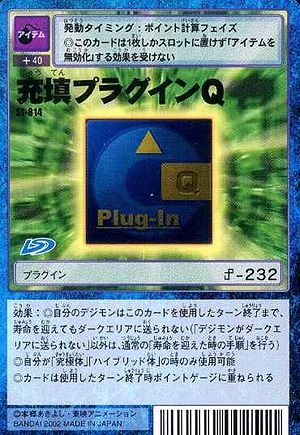 アイテム
+40
発動タイミング：ポイント計算フェイズ
◎このカードは1枚しかスロットに置けず「アイテムを
無効化」する効果を受けない
じゅう てん
充填プラグインQ
St-814
Q
Plug-In
プラグイン
P-232
効果：◎自分のデジモンはこのカードを使用したターン終了まで、
寿命を迎えてもダークエリアに送られない(「デジモンがダークエ
リアに送られない」以外は、通常の「寿命を迎えた時の手順」を行う)
◎自分が「究極体」「ハイブリッド体」の時のみ使用可能
◎カードは使用したターン終了時ポイントゲージに重ねられる
©本郷あきよし・東映アニメーション
BANDAI 2002 MADE IN JAPAN